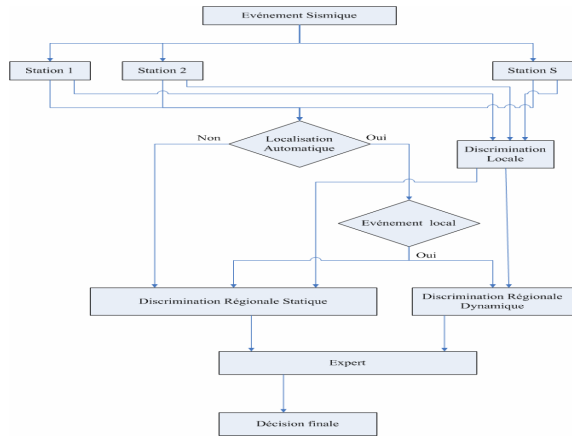 Evénement Sismique
Station 1
Station 2
Station S
Non
Localisation
Automatique
Oui
Discrimination
Locale
Evénement local
Oui
Discrimination Régionale Statique
Discrimination Régionale
Dynamique
Expert
Décision finale